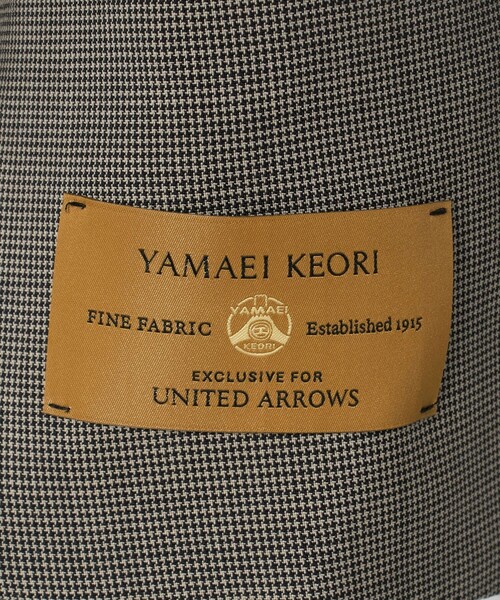 YAMAEI KEORI
FINE FABRIC
YAMAEI
KEORI
Established 1915
EXCLUSIVE FOR
UNITED ARROWS